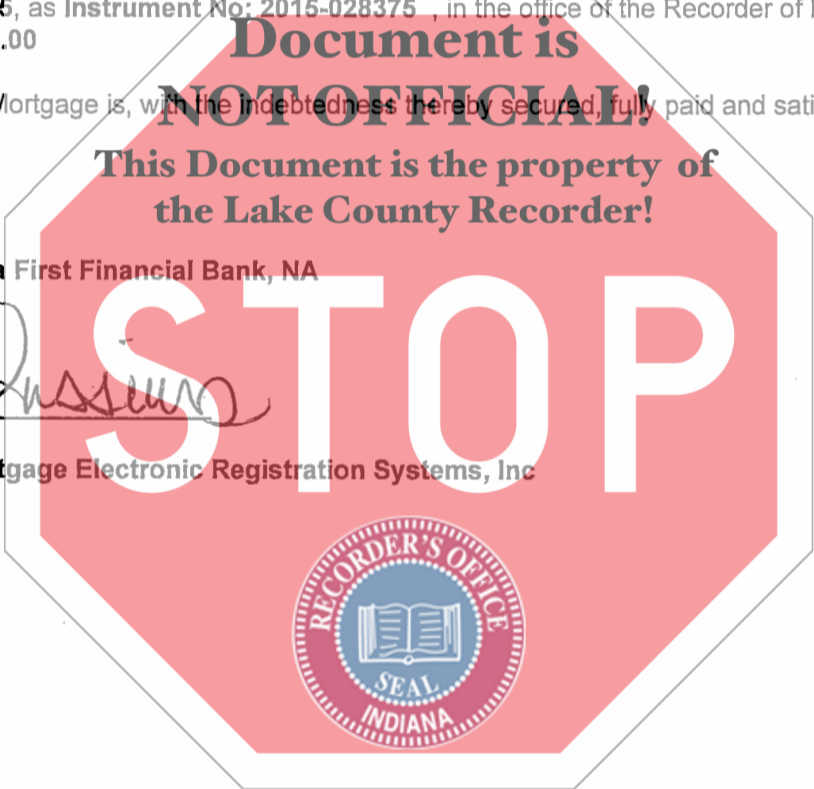 5, as Instrument No: 2015-028375 , in the office of the Recorder of
.00
Document is
Mortgage is, with the indebtedness thereby secured, fully paid and sati
NOT OFFICIAL!
This Document is the property of
the Lake County Recorder!
First Financial Bank, NA
STOP
tgage Electronic Registration Systems, Inc
RECORDER'S OFFICE
SEAL
INDIANA